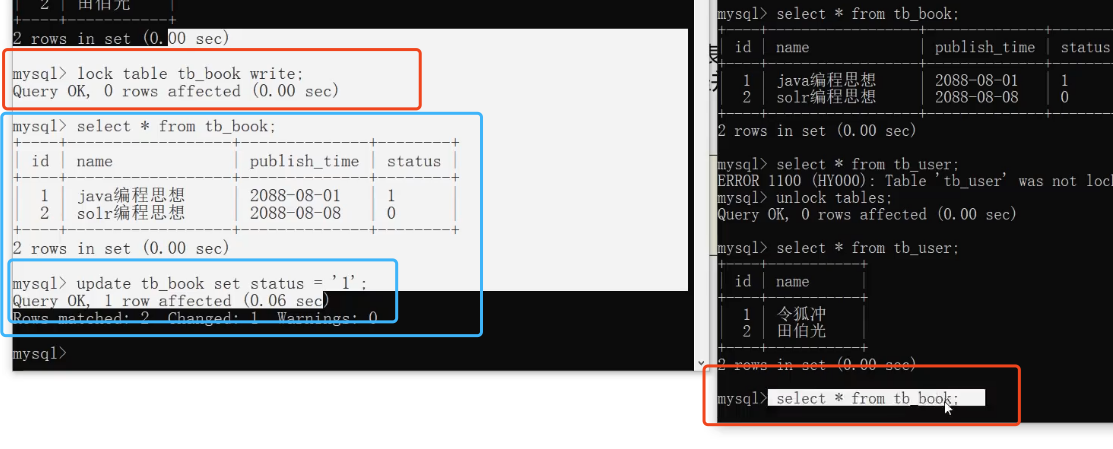 | 2 | 田伯光 |
+----+-----------+
2 rows in set (0.00 sec)
mysql> lock table tb_book write;
Query OK, 0 rows affected (0.00 sec)
mysql> select * from tb_book;
+----+------------------+--------------+--------+
| id | name | publish_time | status |
+----+------------------+--------------+--------+
| 1 | java编程思想 | 2088-08-01 | 1 |
| 2 | solr编程思想 | 2088-08-08 | 0 |
+----+------------------+--------------+--------+
2 rows in set (0.00 sec)
mysql> update tb_book set status = '1';
Query OK, 1 row affected (0.06 sec)
Rows matched: 2 Changed: 1 Warnings: 0
mysql>
mysql> select * from tb_book;
+----+------------------+--------------+--------
| id | name | publish_time | status
+----+------------------+--------------+--------
| 1 | java编程思想 | 2088-08-01 | 1
| 2 | solr编程思想 | 2088-08-08 | 0
+----+------------------+--------------+--------
2 rows in set (0.00 sec)
mysql> select * from tb_user;
ERROR 1100 (HY000): Table 'tb_user' was not lock
mysql> unlock tables;
Query OK, 0 rows affected (0.00 sec)
mysql> select * from tb_user;
+----+-----------+
| id | name |
+----+-----------+
| 1 | 令狐冲 |
| 2 | 田伯光 |
+----+-----------+
2 rows in set (0.00 sec)
mysql> select * from tb_book;